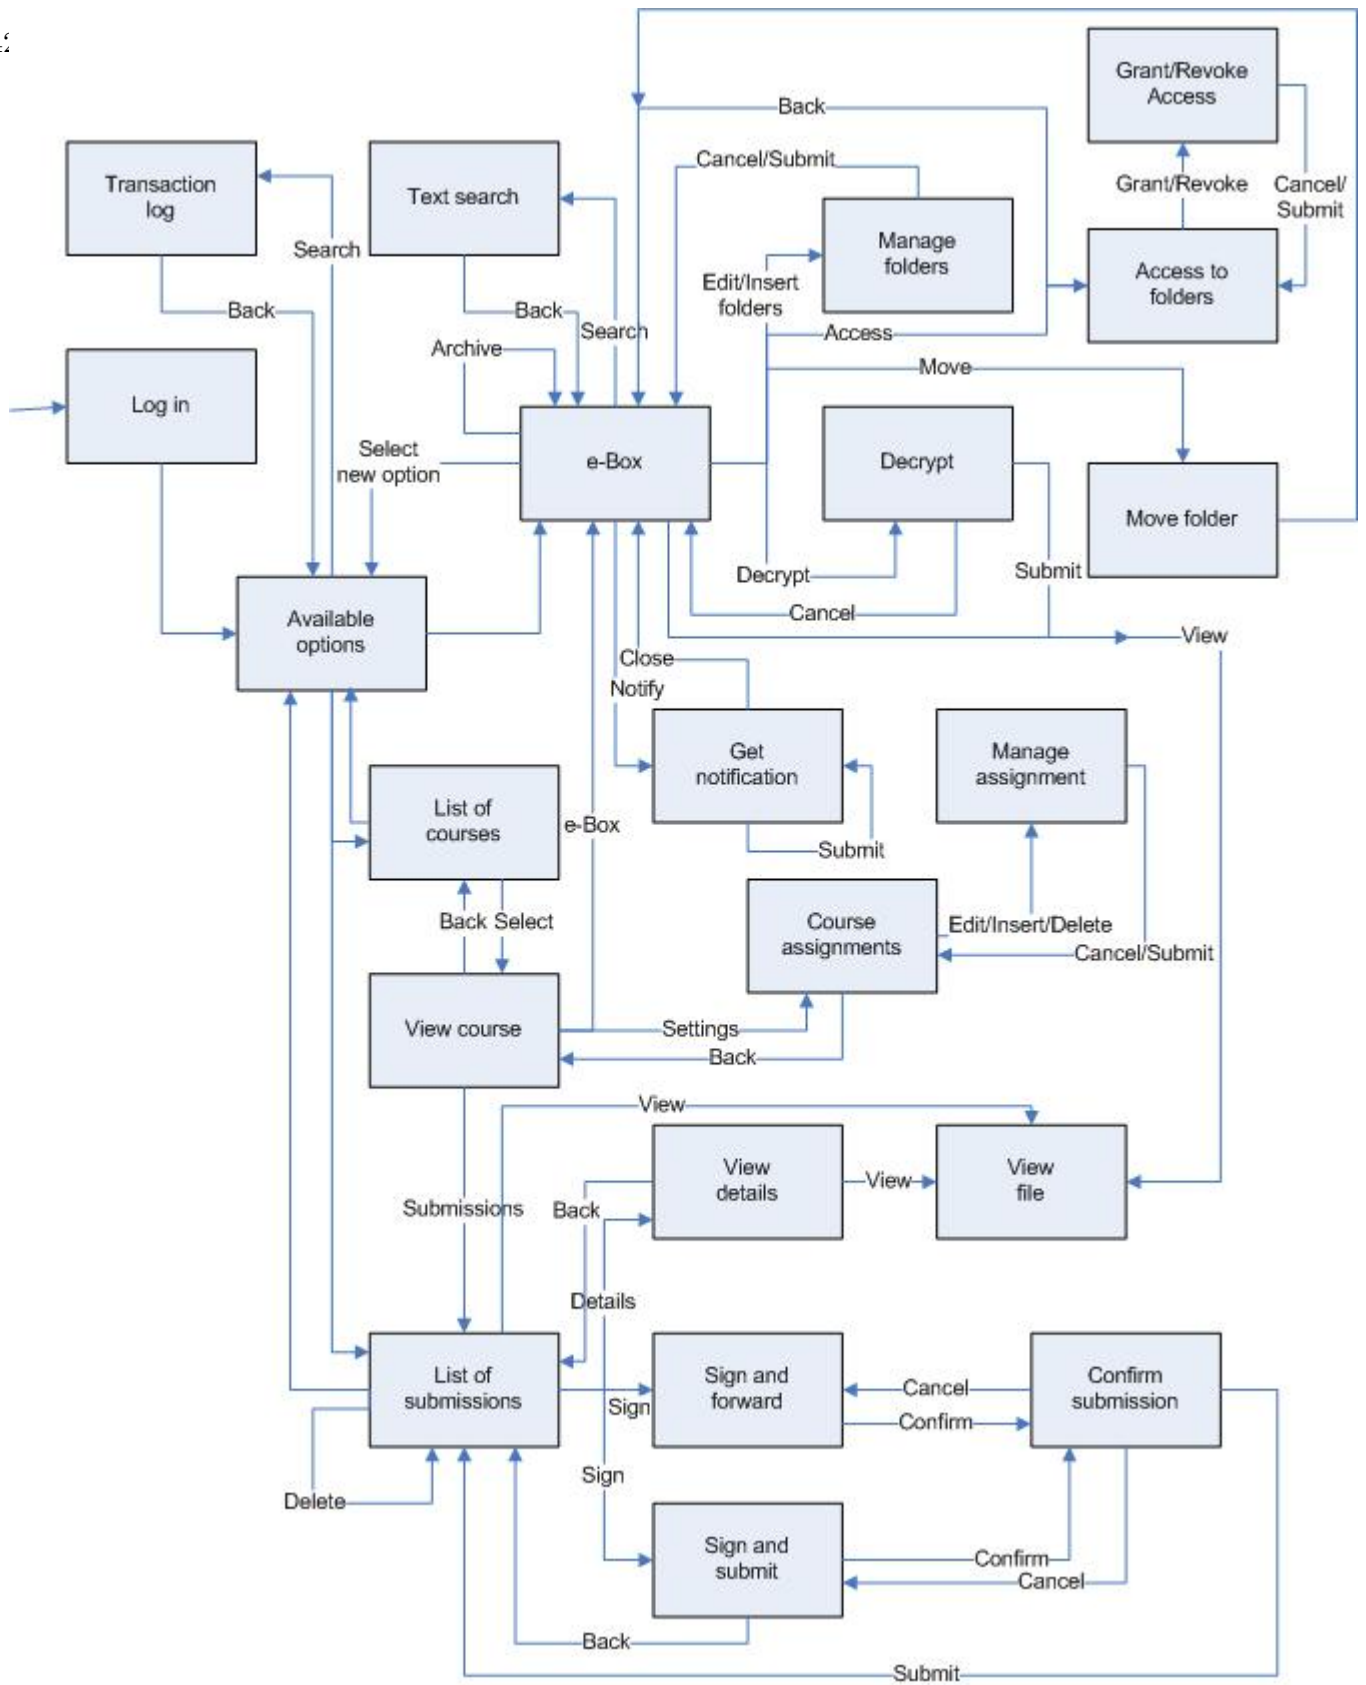 Grant/Revoke
Access
Back
Cancel/Submit
Transaction
log
Text search
Grant/Revoke
Cancel/
Submit
Manage
folders
Search
Access to
folders
Edit/Insert
folders
Back
Back
Search
Access
Archive
Move
Log in
Select
new option
e-Box
Decrypt
Move folder
Decrypt
Submit
Cancel
Available
options
View
Close
Notify
Get
notification
Manage
assignment
List of
courses
e-Box
Submit
Back
Select
Course
assignments
Edit/Insert/Delete
Cancel/Submit
View course
Settings
Back
View
View
details
View
View
file
Submissions
Back
Details
List of
submissions
Sign and
forward
Cancel
Confirm
submission
Sign
Confirm
Sign
Delete
Sign and
submit
Confirm
Cancel
Back
Submit